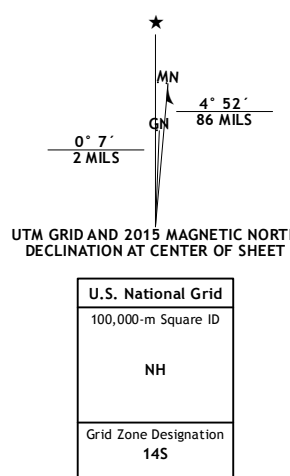 MN
4° 52´
86 MILS
GN
0° 7´
2 MILS
UTM GRID AND 2015 MAGNETIC NORTH
DECLINATION AT CENTER OF SHEET
U.S. National Grid
100,000-m Square ID
NH
Grid Zone Designation
14S